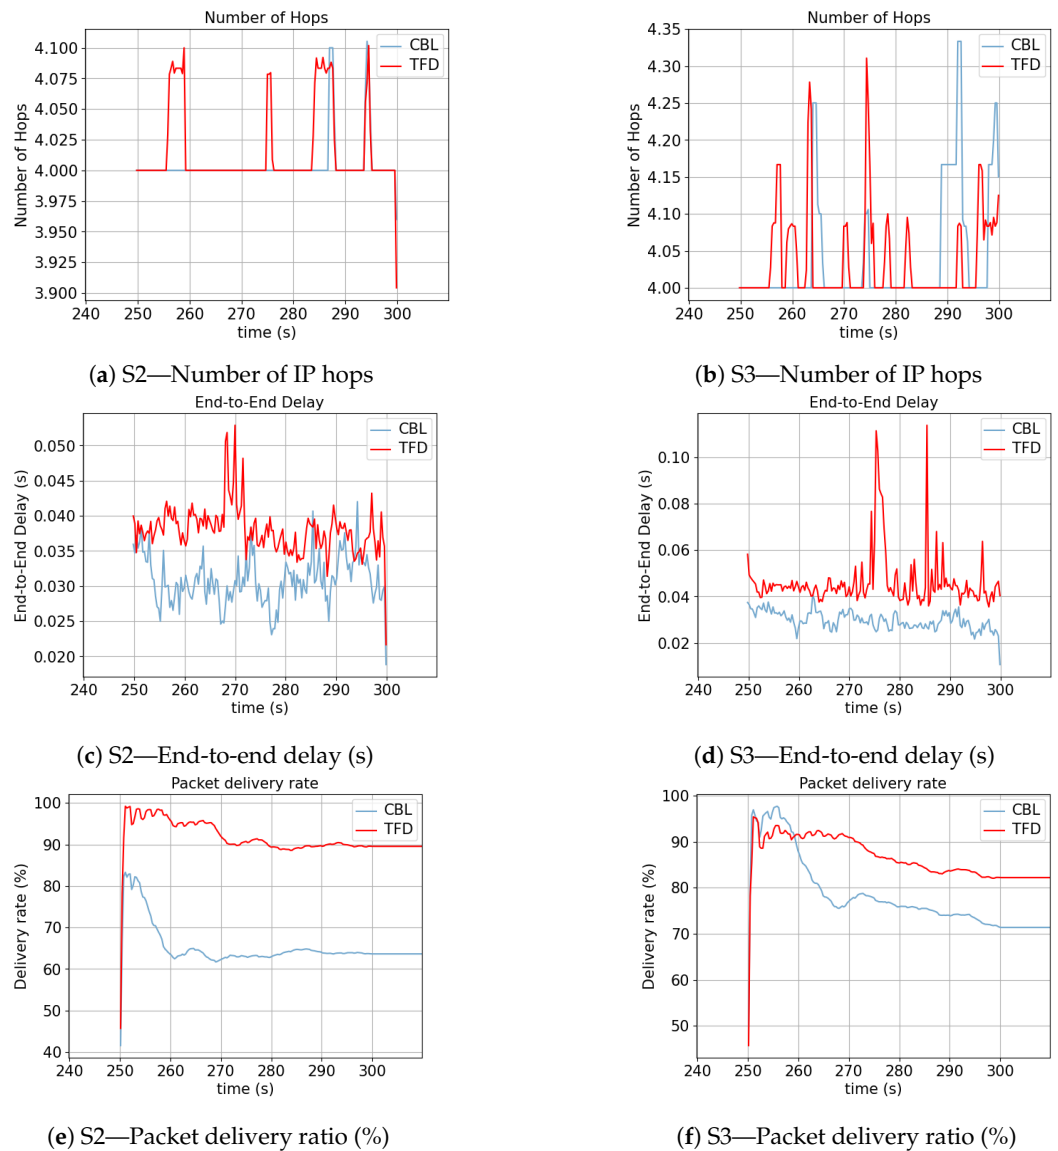 Number of Hops
Number of Hops
4.100
4.075
4.050
4.025
4.000
3.975
3.950
3.925
3.900
CBL
TFD
240 250 260 270 280 290 300
time (s)
(a) S2—Number of IP hops
Number of Hops
Number of Hops
4.35
4.30
4.25
4.20
4.15
4.10
4.05
4.00
CBL
TFD
240 250 260 270 280 290 300
time (s)
(b) S3—Number of IP hops
End-to-End Delay
End-to-End Delay (s)
0.050
0.045
0.040
0.035
0.030
0.025
0.020
CBL
TFD
240 250 260 270 280 290 300
time (s)
(c) S2—End-to-end delay (s)
End-to-End Delay
End-to-End Delay (s)
0.10
0.08
0.06
0.04
0.02
CBL
TFD
240 250 260 270 280 290 300
time (s)
(d) S3—End-to-end delay (s)
Packet delivery rate
Delivery rate (%)
100
90
80
70
60
50
40
CBL
TFD
240 250 260 270 280 290 300
time (s)
(e) S2—Packet delivery ratio (%)
Packet delivery rate
Delivery rate (%)
100
90
80
70
60
50
CBL
TFD
240 250 260 270 280 290 300
time (s)
(f) S3—Packet delivery ratio (%)